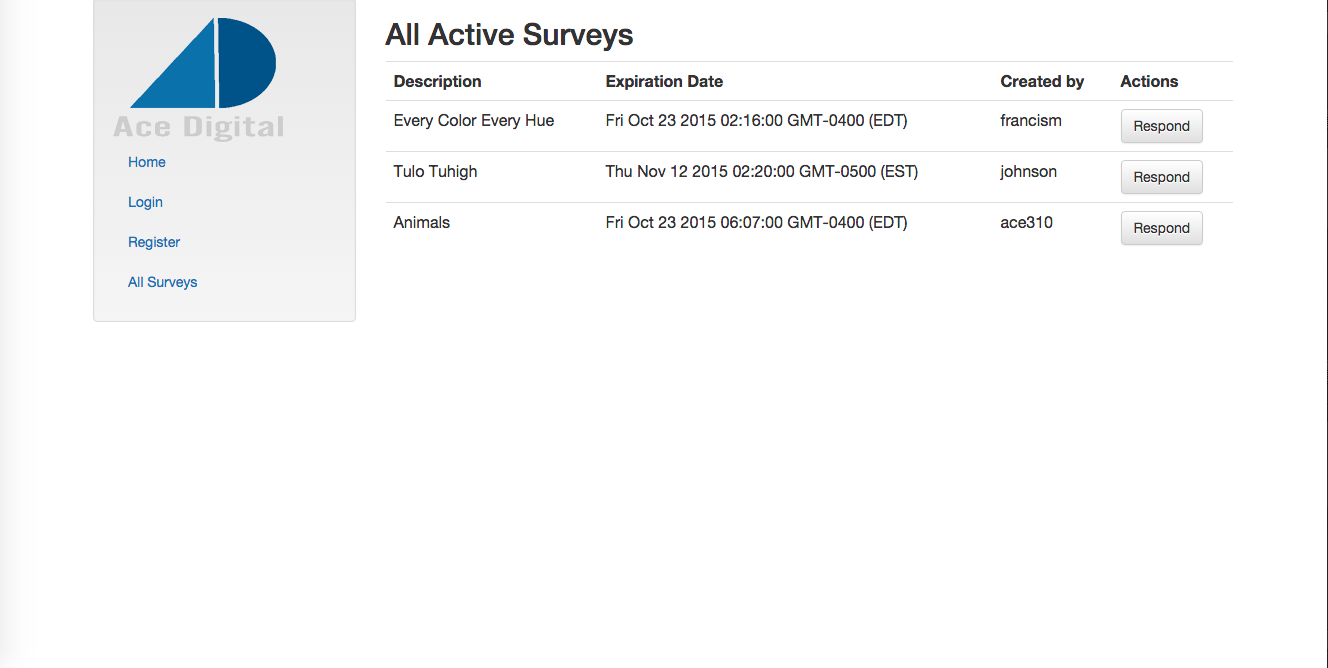 Ace Digital
Home
Login
Register
All Surveys
All Active Surveys
Description Expiration Date Created by Actions
Every Color Every Hue Fri Oct 23 2015 02:16:00 GMT-0400 (EDT) francism Respond
Tulo Tuhigh Thu Nov 12 2015 02:20:00 GMT-0500 (EST) johnson Respond
Animals Fri Oct 23 2015 06:07:00 GMT-0400 (EDT) ace310 Respond